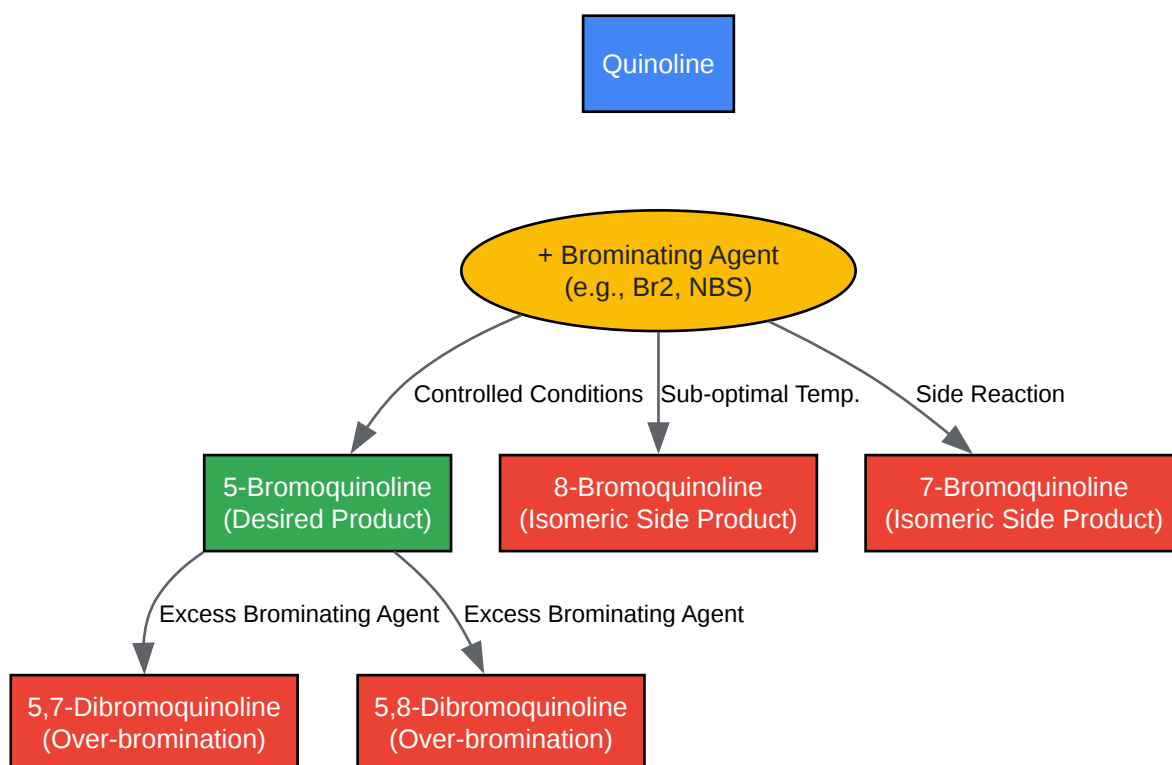 Quinoline
+ Brominating Agent
(e.g., Br2, NBS)
Controlled Conditions
Sub-optimal Temp.
Side Reaction
5-Bromoquinoline
(Desired Product)
8-Bromoquinoline
(Isomeric Side Product)
7-Bromoquinoline
(Isomeric Side Product)
Excess Brominating Agent
Excess Brominating Agent
5,7-Dibromoquinoline
(Over-bromination)
5,8-Dibromoquinoline
(Over-bromination)